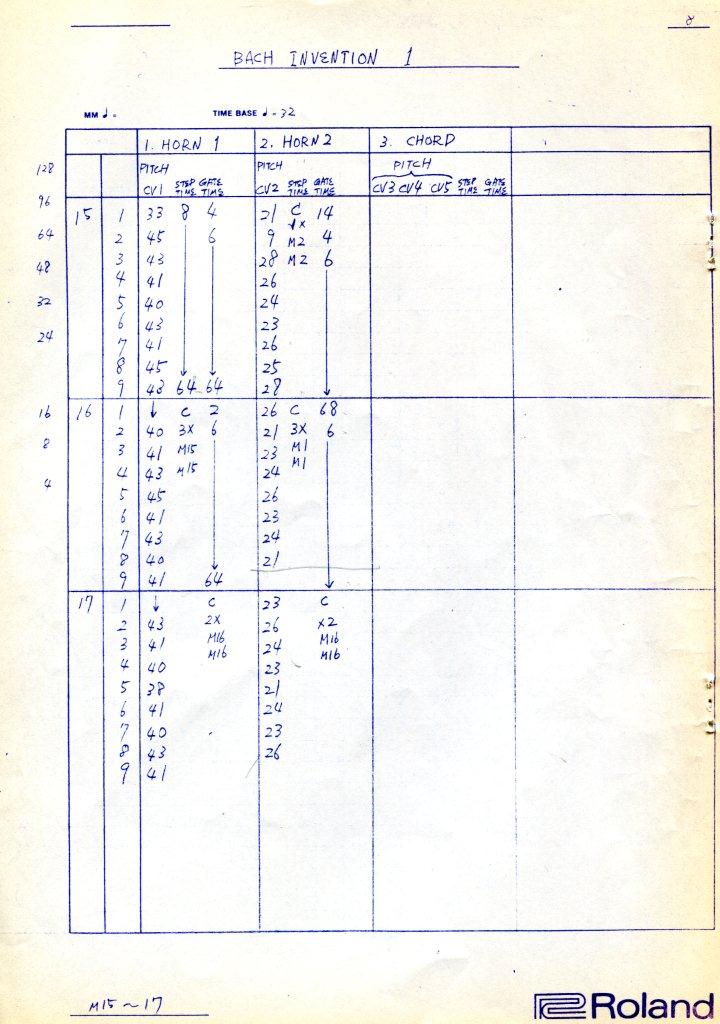 8
BACH INVENTION 1
MM ♩ = TIME BASE ♩ = 32
1. HORN 1 2. HORN 2 3. CHORD
PITCH PITCH PITCH
CV1 STEP TIME GATE TIME CV2 STEP TIME GATE TIME CV3 CV4 CV5 STEP TIME GATE TIME
128
96
64
48
32
24
16
8
4
15 1 33 8 4 21 C 14
1X
2 45 6 9 M2 4
3 43 28 M2 6
4 41 26
5 40 24
6 43 23
7 41 26
8 45 25
9 43 64 64 28
16 1 ↓ C 2 26 C 68
2 40 3X 6 21 3X 6
3 41 M15 23 M1
4 43 M15 24 M1
5 45 26
6 41 23
7 43 24
8 40 21
9 41 64
17 1 ↓ C 23 C
2 43 2X 26 X2
3 41 M16 24 M16
4 40 M16 23 M16
5 38 21
6 41 24
7 40 23
8 43 26
9 41
M15 ~ 17
Roland